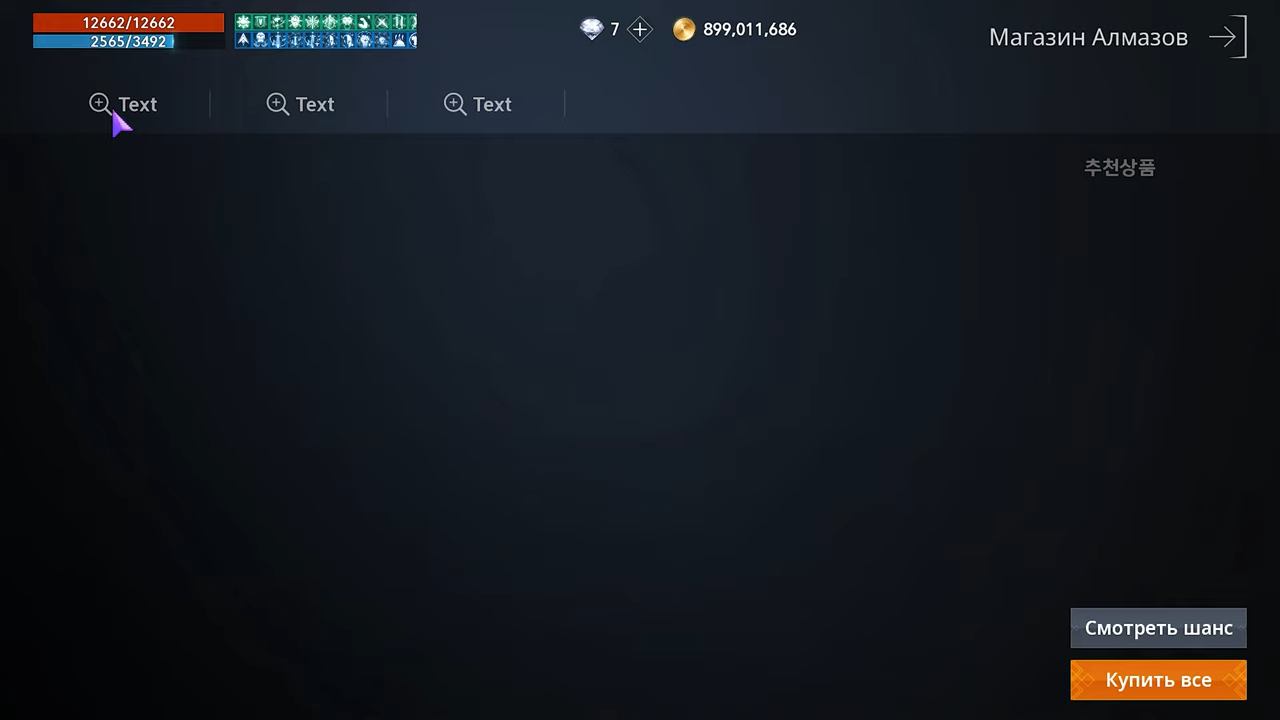 12662/12662
2565/3492
7
899,011,686
Магазин Алмазов
Text
Text
Text
추천상품
Смотреть шанс
Купить все